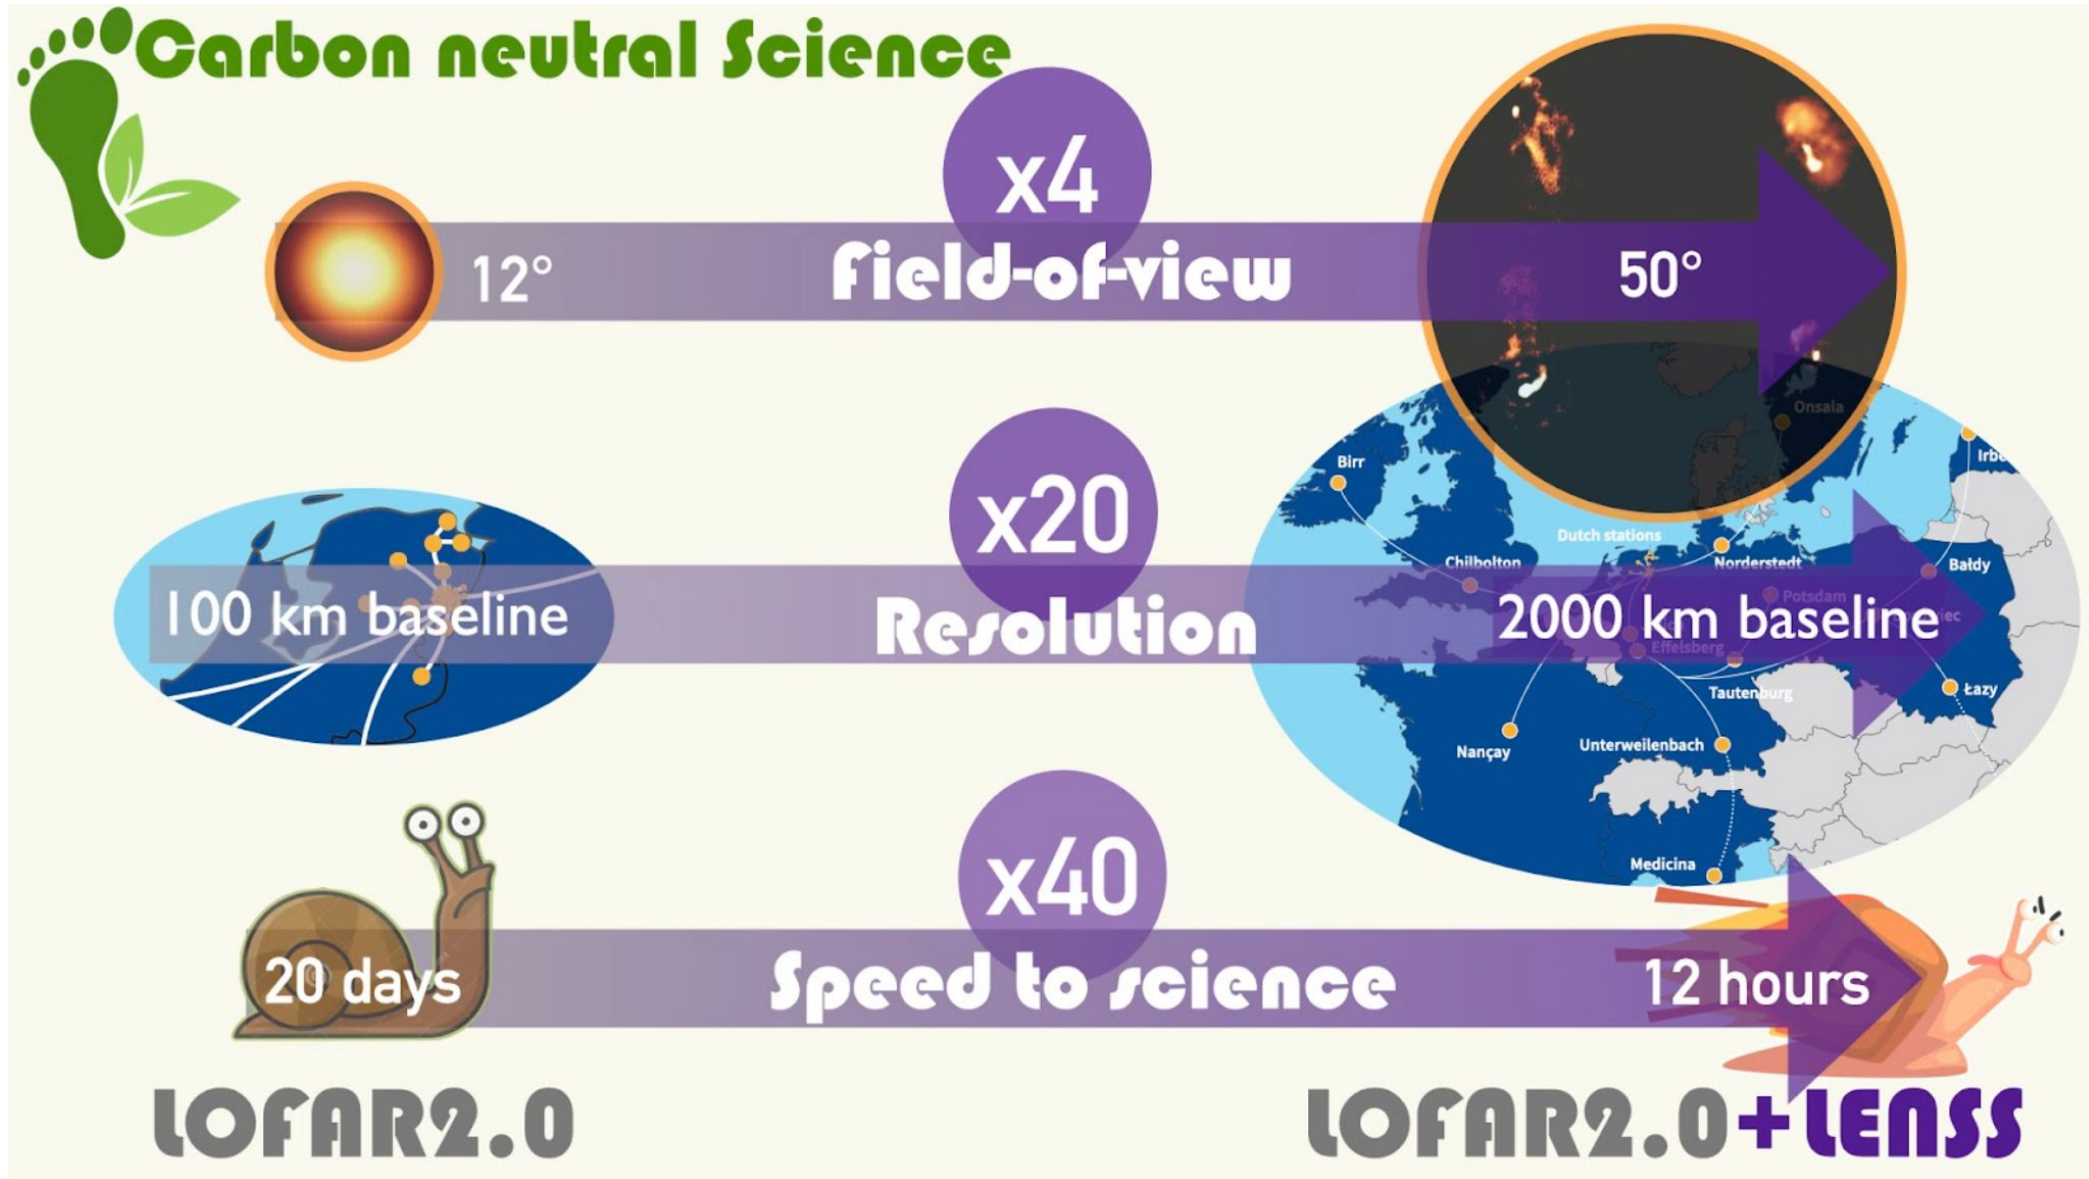 Carbon neutral Science
x4
12°
Field-of-view
50°
Onsala
Birr
x20
Dutch stations
Chilbolton
Norderstedt
Bałdy
Potsdam
100 km baseline
Resolution
2000 km baseline
Effelsberg
Tautenburg
Łazy
Nançay
Unterweilenbach
Medicina
x40
20 days
Speed to science
12 hours
LOFAR2.0
LOFAR2.0+LENSS